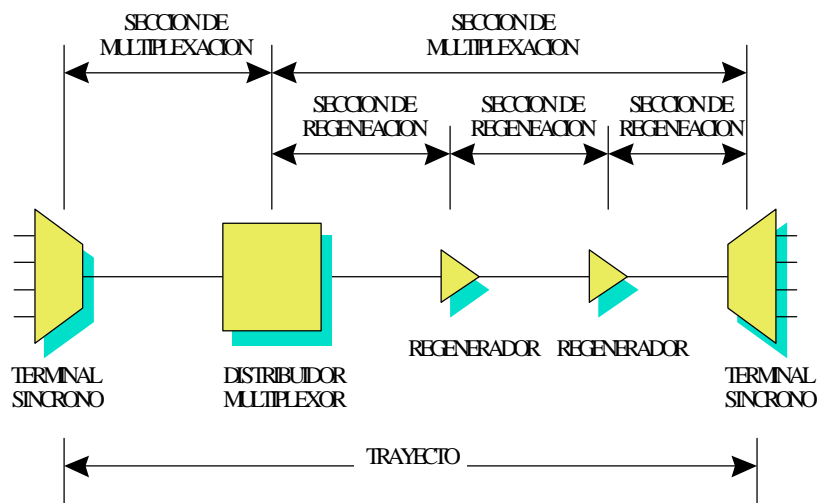 SECCION DE
MULTIPLEXACION
SECCION DE
MULTIPLEXACION
SECCION DE
REGENEACION
SECCION DE
REGENEACION
SECCION DE
REGENEACION
REGENERADOR
REGENERADOR
TERMINAL
SINCRONO
DISTRIBUIDOR
MULTIPLEXOR
TERMINAL
SINCRONO
TRAYECTO